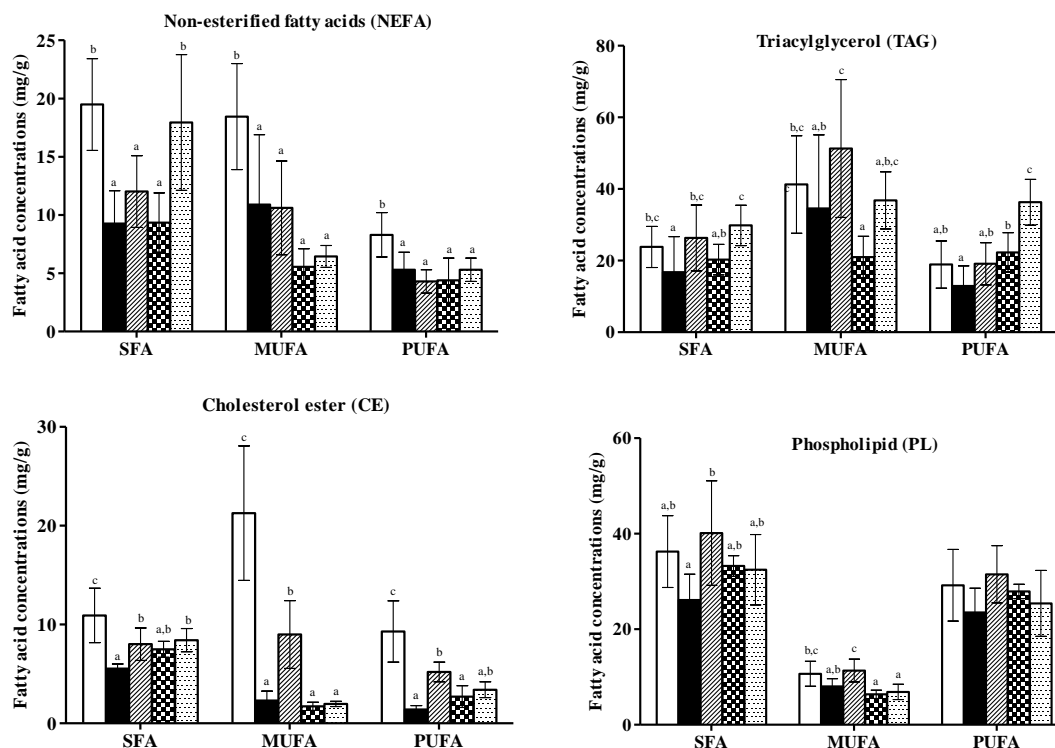 Non-esterified fatty acids (NEFA)
Fatty acid concentrations (mg/g)
25
20
15
10
5
0
b
a
a
a
b
b
a
a
a
a
b
a
a
a
a
SFA
MUFA
PUFA
Triacylglycerol (TAG)
Fatty acid concentrations (mg/g)
80
60
40
20
0
b,c
a
b,c
a,b
c
b,c
c
a,b
c
a
a,b,c
a,b
a
a,b
b
c
SFA
MUFA
PUFA
Cholesterol ester (CE)
Fatty acid concentrations (mg/g)
30
20
10
0
c
a
b
a,b
b
c
a
b
a
a
c
a
b
a
a,b
SFA
MUFA
PUFA
Phospholipid (PL)
Fatty acid concentrations (mg/g)
60
40
20
0
a,b
a
b
a,b
a,b
b,c
a,b
c
a
a
SFA
MUFA
PUFA